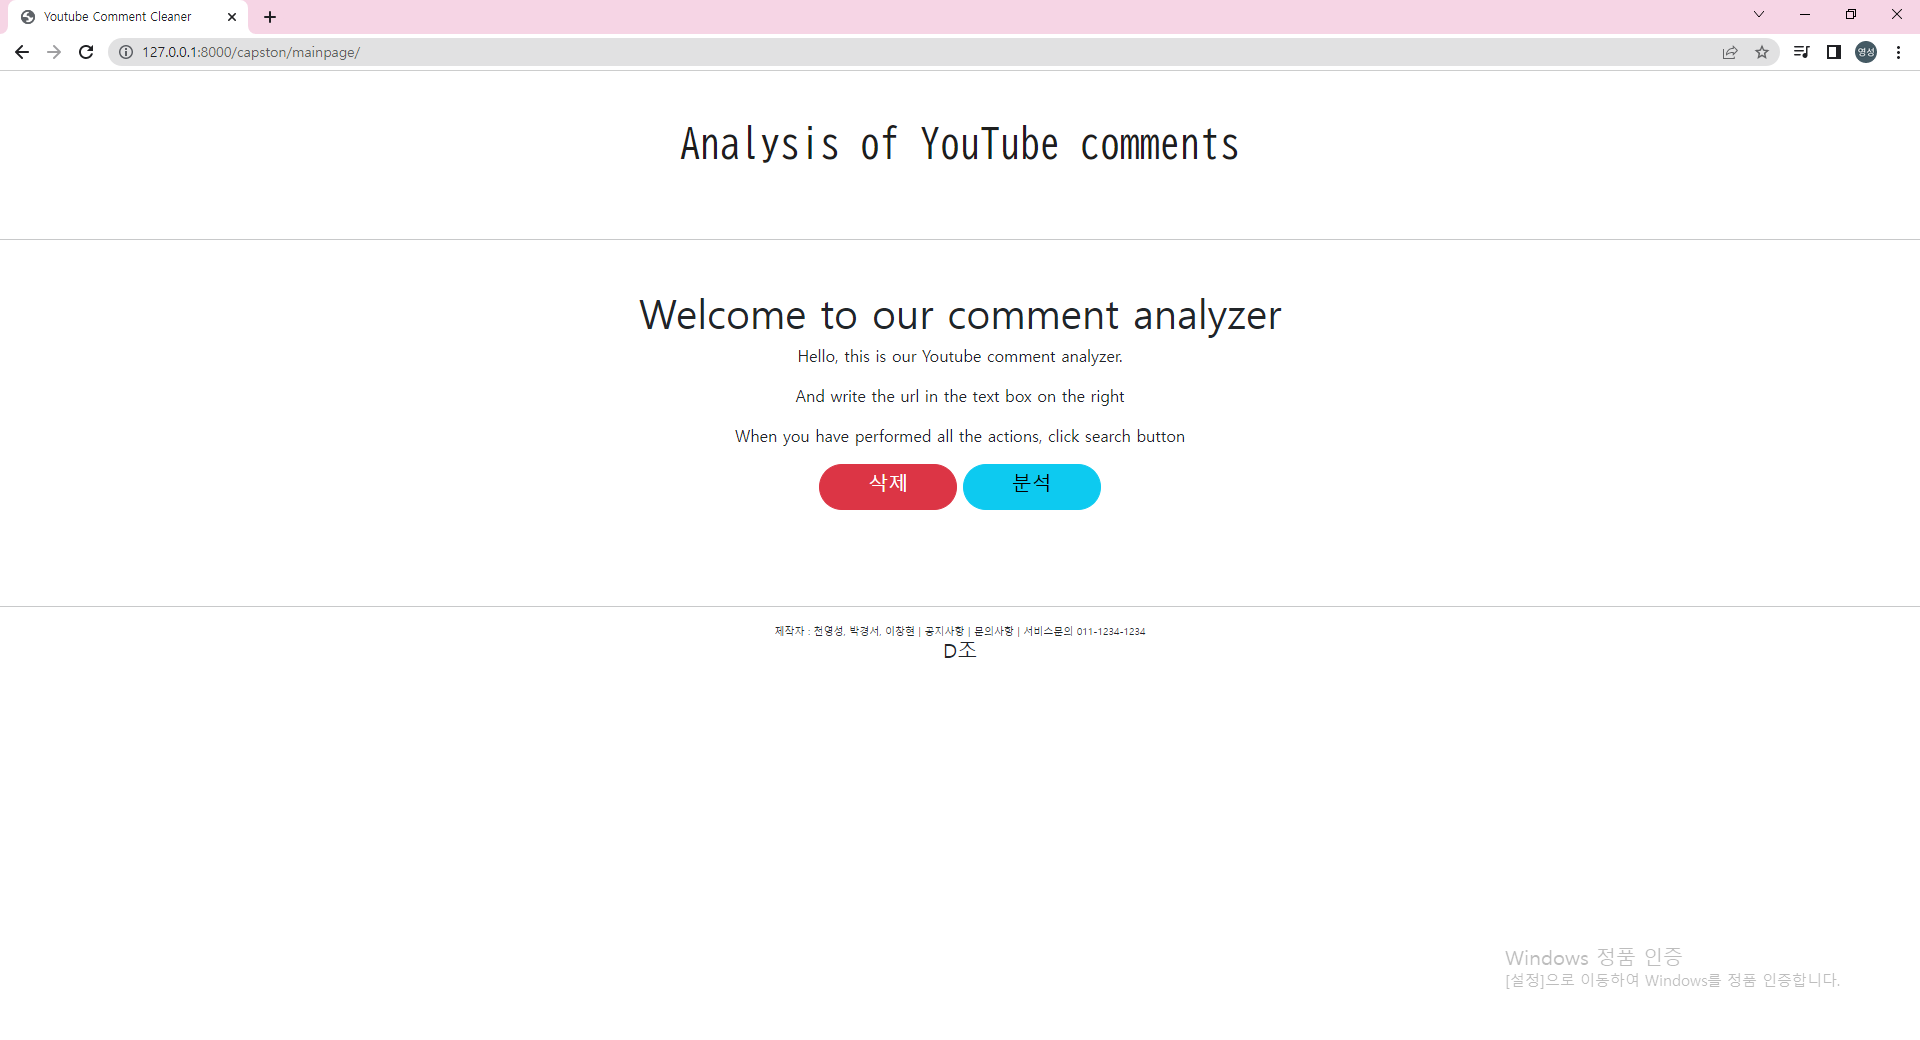 Youtube Comment Cleaner
127.0.0.1:8000/capston/mainpage/
영성
Analysis of YouTube comments
Welcome to our comment analyzer
Hello, this is our Youtube comment analyzer.
And write the url in the text box on the right
When you have performed all the actions, click search button
삭제 분석
제작자 : 천영성, 박경서, 이창현 | 공지사항 | 문의사항 | 서비스문의 011-1234-1234
D조
Windows 정품 인증
[설정]으로 이동하여 Windows를 정품 인증합니다.